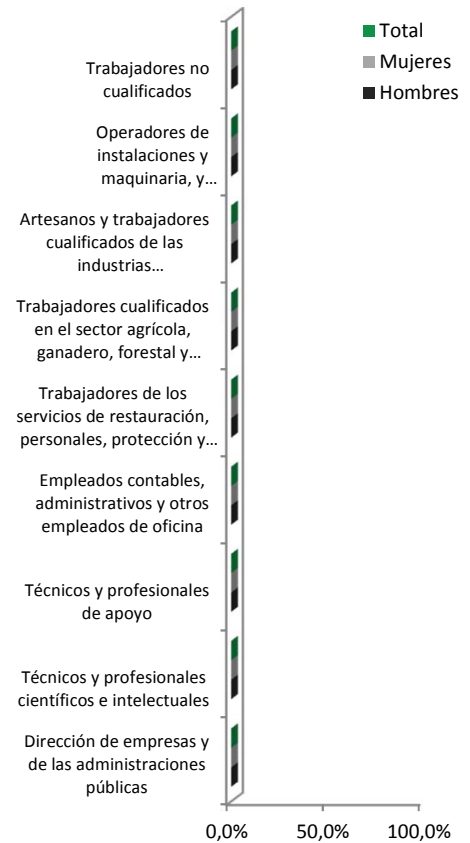 Total
Mujeres
Hombres
Trabajadores no
cualificados
Operadores de
instalaciones y
maquinaria, y…
Artesanos y trabajadores
cualificados de las
industrias…
Trabajadores cualificados
en el sector agrícola,
ganadero, forestal y…
Trabajadores de los
servicios de restauración,
personales, protección y…
Empleados contables,
administrativos y otros
empleados de oficina
Técnicos y profesionales
de apoyo
Técnicos y profesionales
científicos e intelectuales
Dirección de empresas y
de las administraciones
públicas
0,0% 50,0% 100,0%